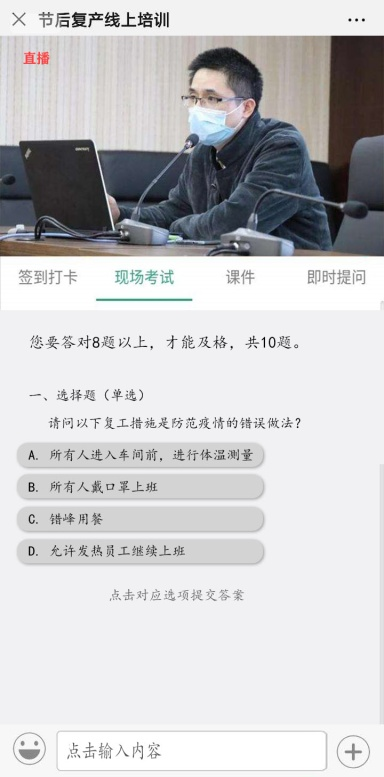 节后复产线上培训
直播
签到打卡 现场考试 课件 即时提问
您要答对8题以上，才能及格，共10题。
一、选择题（单选）
请问以下复工措施是防范疫情的错误做法？
A. 所有人进入车间前，进行体温测量
B. 所有人戴口罩上班
C. 错峰用餐
D. 允许发热员工继续上班
点击对应选项提交答案
点击输入内容